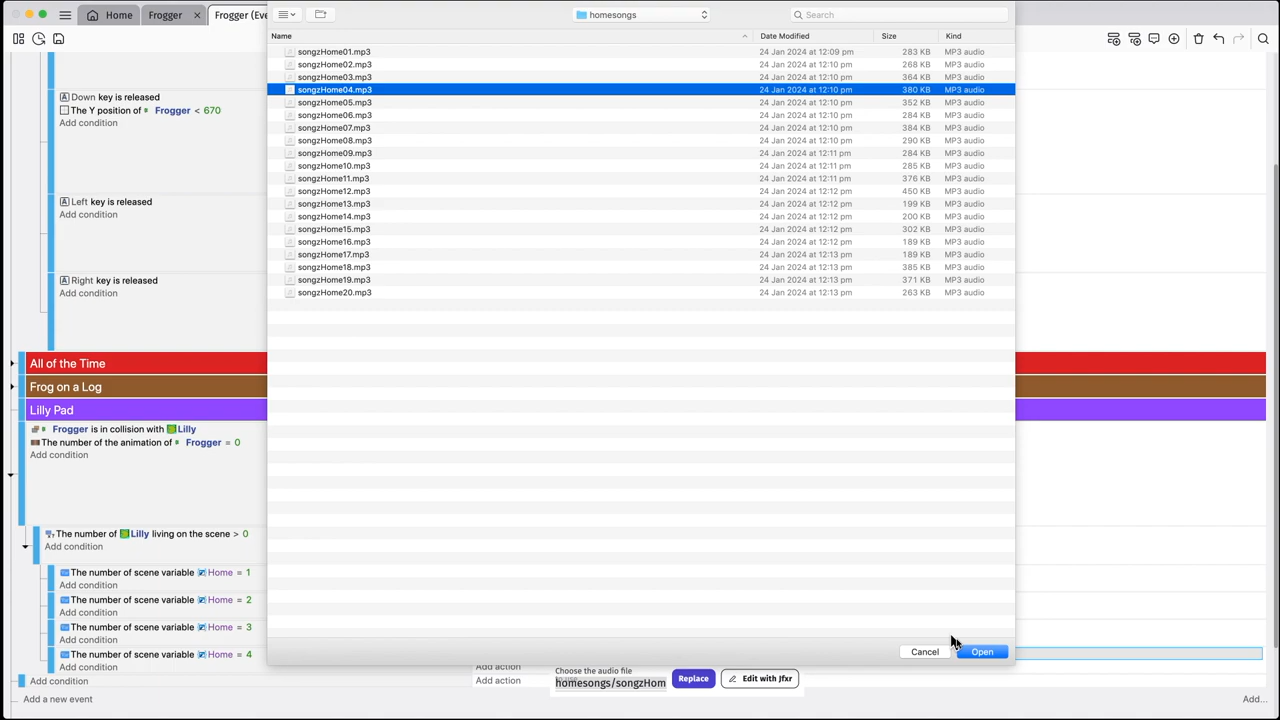 Home
Frogger ×
Frogger (Eve
homesongs
Search
Name
Date Modified
Size
Kind
songzHome01.mp3 24 Jan 2024 at 12:09 pm 283 KB MP3 audio
songzHome02.mp3 24 Jan 2024 at 12:10 pm 268 KB MP3 audio
songzHome03.mp3 24 Jan 2024 at 12:10 pm 364 KB MP3 audio
songzHome04.mp3 24 Jan 2024 at 12:10 pm 380 KB MP3 audio
songzHome05.mp3 24 Jan 2024 at 12:10 pm 352 KB MP3 audio
songzHome06.mp3 24 Jan 2024 at 12:10 pm 284 KB MP3 audio
songzHome07.mp3 24 Jan 2024 at 12:10 pm 384 KB MP3 audio
songzHome08.mp3 24 Jan 2024 at 12:10 pm 290 KB MP3 audio
songzHome09.mp3 24 Jan 2024 at 12:11 pm 284 KB MP3 audio
songzHome10.mp3 24 Jan 2024 at 12:11 pm 285 KB MP3 audio
songzHome11.mp3 24 Jan 2024 at 12:11 pm 376 KB MP3 audio
songzHome12.mp3 24 Jan 2024 at 12:12 pm 450 KB MP3 audio
songzHome13.mp3 24 Jan 2024 at 12:12 pm 199 KB MP3 audio
songzHome14.mp3 24 Jan 2024 at 12:12 pm 200 KB MP3 audio
songzHome15.mp3 24 Jan 2024 at 12:12 pm 302 KB MP3 audio
songzHome16.mp3 24 Jan 2024 at 12:12 pm 189 KB MP3 audio
songzHome17.mp3 24 Jan 2024 at 12:13 pm 189 KB MP3 audio
songzHome18.mp3 24 Jan 2024 at 12:13 pm 385 KB MP3 audio
songzHome19.mp3 24 Jan 2024 at 12:13 pm 371 KB MP3 audio
songzHome20.mp3 24 Jan 2024 at 12:13 pm 263 KB MP3 audio
Cancel
Open
Down key is released
The Y position of Frogger < 670
Add condition
Left key is released
Add condition
Right key is released
Add condition
All of the Time
Frog on a Log
Lilly Pad
Frogger is in collision with Lilly
The number of the animation of Frogger = 0
Add condition
The number of Lilly living on the scene > 0
Add condition
The number of scene variable Home = 1
Add condition
The number of scene variable Home = 2
Add condition
The number of scene variable Home = 3
Add condition
The number of scene variable Home = 4
Add condition
Add action
Add condition
Add action
Choose the audio file
homesongs/songzHom
Replace
Edit with Jfxr
Add a new event
Add...